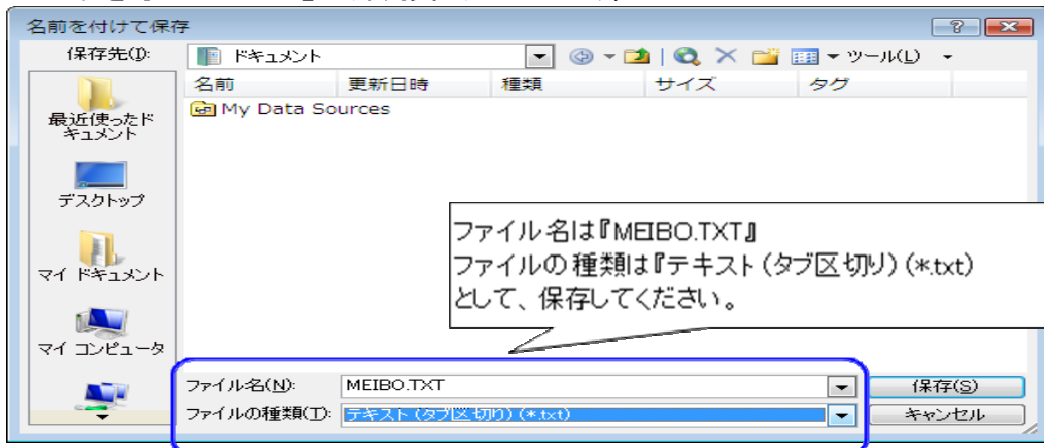 名前を付けて保存
保存先(I):
ドキュメント
ツール(L)
名前 更新日時 種類 サイズ タグ
My Data Sources
最近使ったド
キュメント
デスクトップ
マイ ドキュメント
マイ コンピュータ
ファイル名は『MEIBO.TXT』
ファイルの種類は『テキスト(タブ区切り)(*.txt)
として、保存してください。
ファイル名(N): MEIBO.TXT 保存(S)
ファイルの種類(T): テキスト (タブ区切り) (*.txt) キャンセル